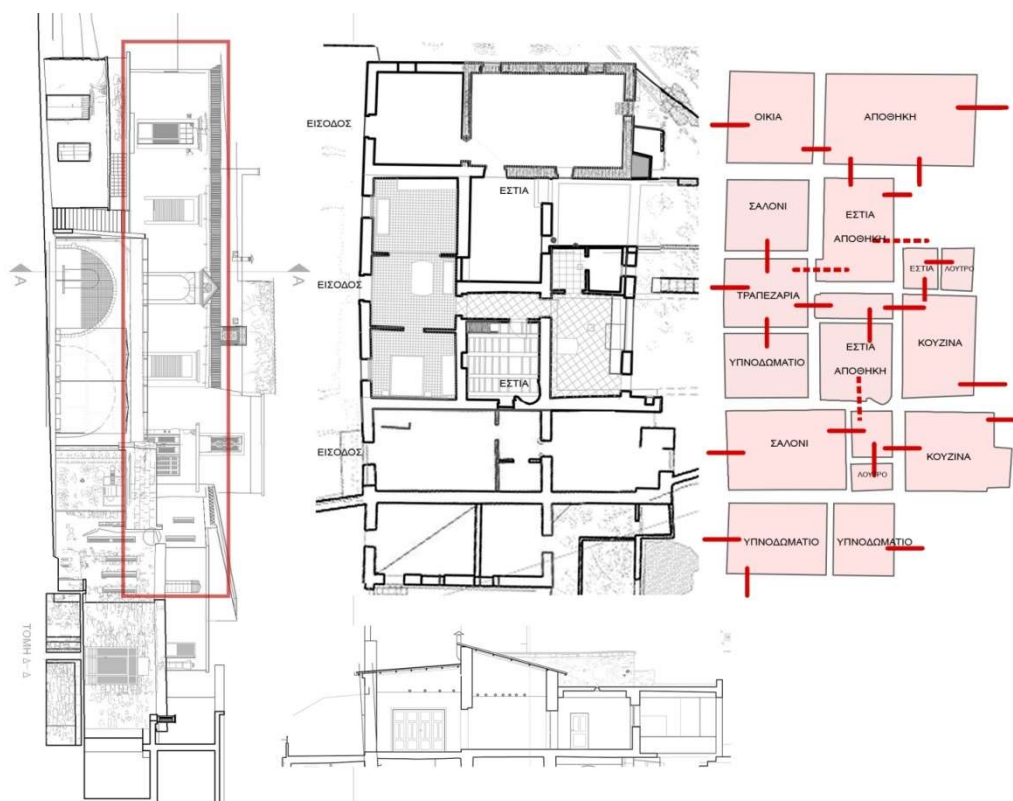 A
A
ΤΟΜΗ Δ-Δ
ΕΙΣΟΔΟΣ
ΕΣΤΙΑ
ΕΙΣΟΔΟΣ
ΕΣΤΙΑ
ΕΙΣΟΔΟΣ
ΟΙΚΙΑ
ΑΠΟΘΗΚΗ
ΣΑΛΟΝΙ
ΕΣΤΙΑ
ΑΠΟΘΗΚΗ
ΕΣΤΙΑ
ΛΟΥΤΡΟ
ΤΡΑΠΕΖΑΡΙΑ
ΥΠΝΟΔΩΜΑΤΙΟ
ΕΣΤΙΑ
ΑΠΟΘΗΚΗ
ΚΟΥΖΙΝΑ
ΣΑΛΟΝΙ
ΛΟΥΤΡΟ
ΚΟΥΖΙΝΑ
ΥΠΝΟΔΩΜΑΤΙΟ
ΥΠΝΟΔΩΜΑΤΙΟ